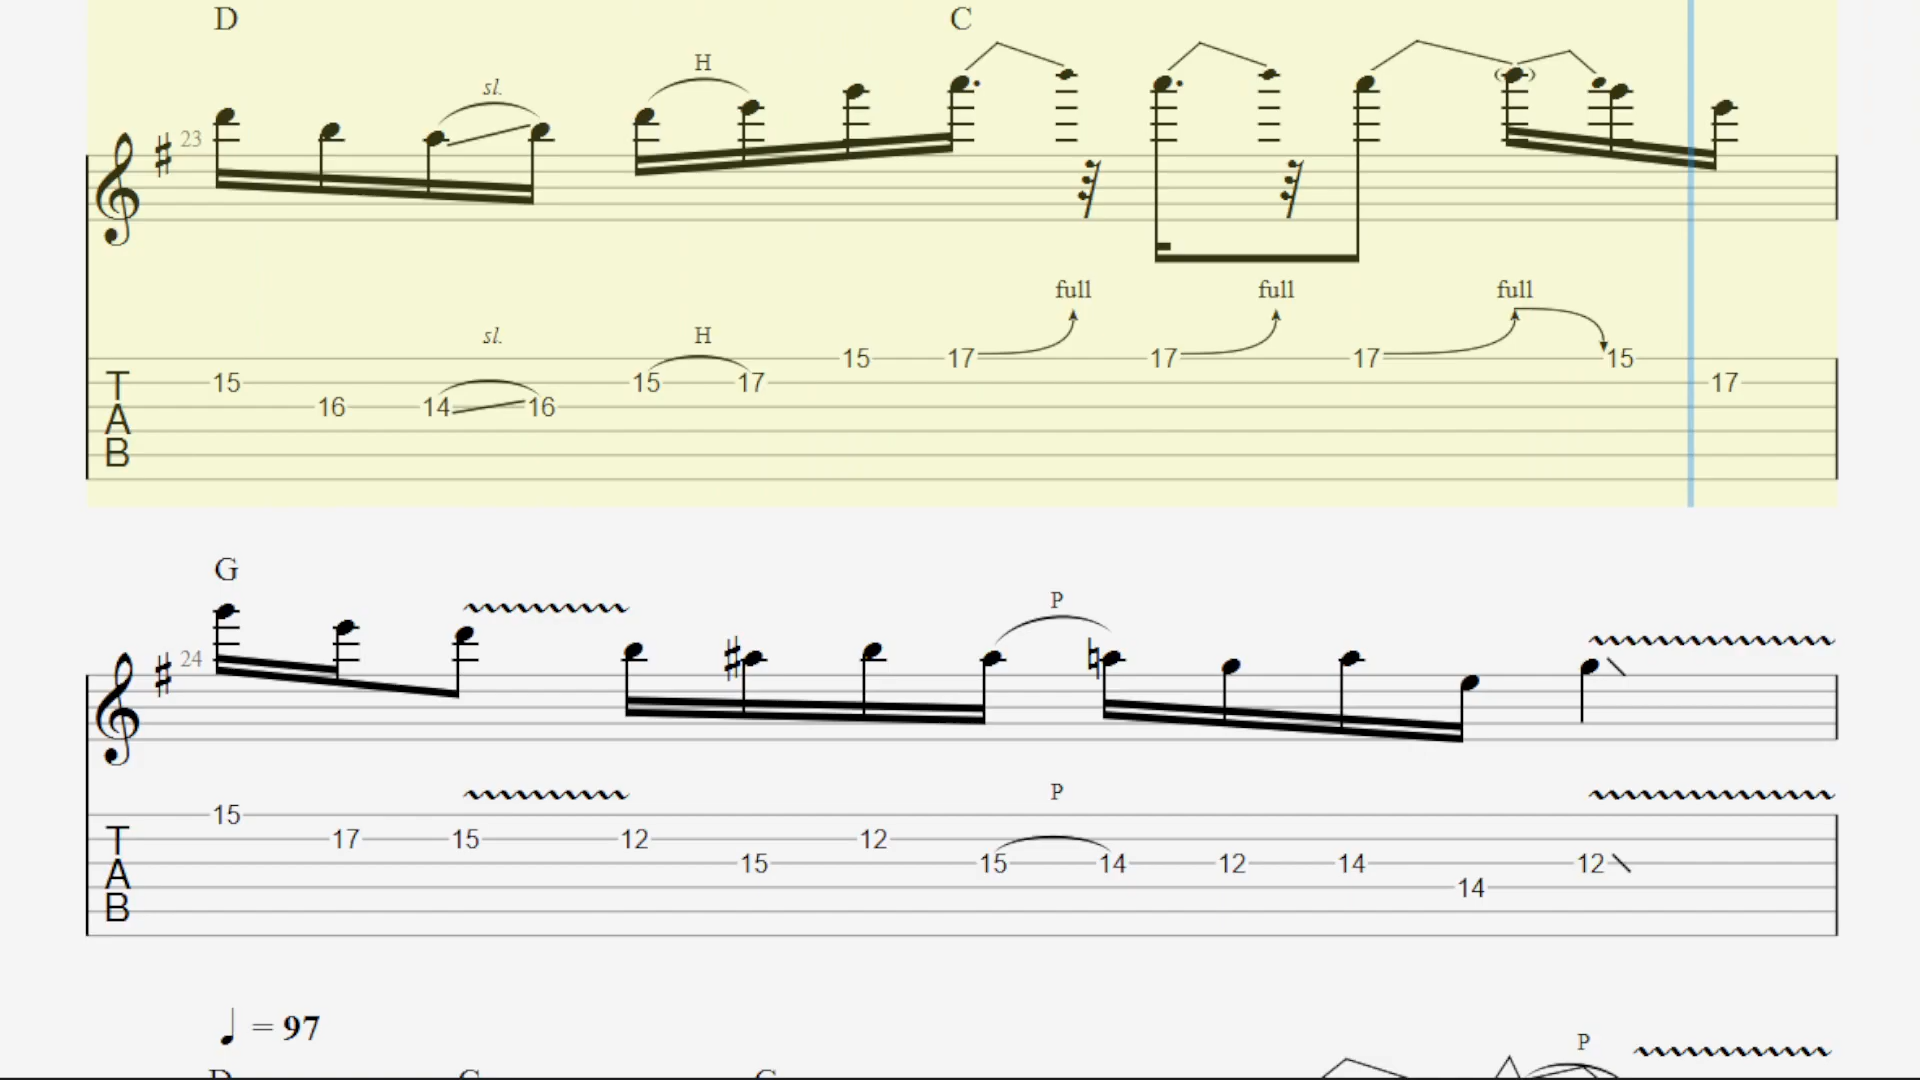 D C
H
sl.
23
full full full
sl. H
15 17 17 17 15
15 15 17 17
16 14 16
T
A
B
G
P
24
P
15
17 15 12 12
15 15 14 12 14 12
14
T
A
B
= 97
P